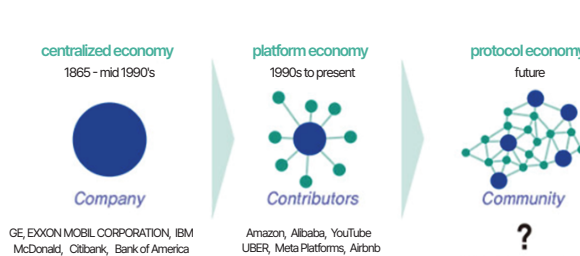 centralized economy
1865 - mid 1990's
Company
GE, EXXON MOBIL CORPORATION, IBM
McDonald, Citibank, Bank of America
platform economy
1990s to present
Contributors
Amazon, Alibaba, YouTube
UBER, Meta Platforms, Airbnb
protocol economy
future
Community
?